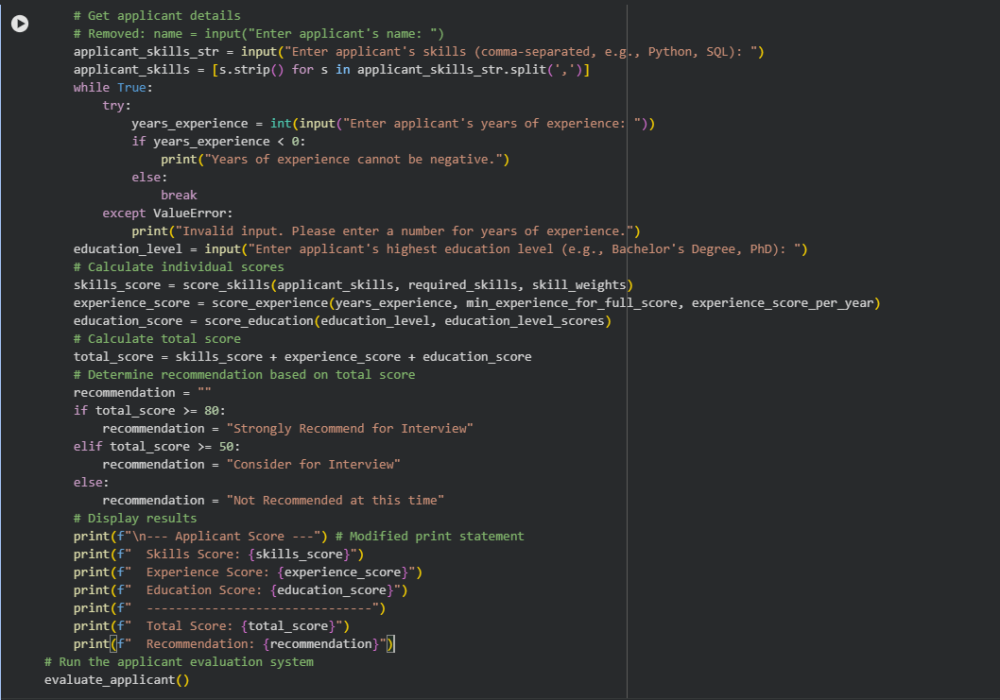 # Get applicant details
# Removed: name = input("Enter applicant's name: ")
applicant_skills_str = input("Enter applicant's skills (comma-separated, e.g., Python, SQL): ")
applicant_skills = [s.strip() for s in applicant_skills_str.split(',')]
while True:
try:
years_experience = int(input("Enter applicant's years of experience: "))
if years_experience < 0:
print("Years of experience cannot be negative.")
else:
break
except ValueError:
print("Invalid input. Please enter a number for years of experience.")
education_level = input("Enter applicant's highest education level (e.g., Bachelor's Degree, PhD): ")
# Calculate individual scores
skills_score = score_skills(applicant_skills, required_skills, skill_weights)
experience_score = score_experience(years_experience, min_experience_for_full_score, experience_score_per_year)
education_score = score_education(education_level, education_level_scores)
# Calculate total score
total_score = skills_score + experience_score + education_score
# Determine recommendation based on total score
recommendation = ""
if total_score >= 80:
recommendation = "Strongly Recommend for Interview"
elif total_score >= 50:
recommendation = "Consider for Interview"
else:
recommendation = "Not Recommended at this time"
# Display results
print(f"\n--- Applicant Score ---") # Modified print statement
print(f"  Skills Score: {skills_score}")
print(f"  Experience Score: {experience_score}")
print(f"  Education Score: {education_score}")
print(f"  -------------------------------")
print(f"  Total Score: {total_score}")
print(f"  Recommendation: {recommendation}")
# Run the applicant evaluation system
evaluate_applicant()